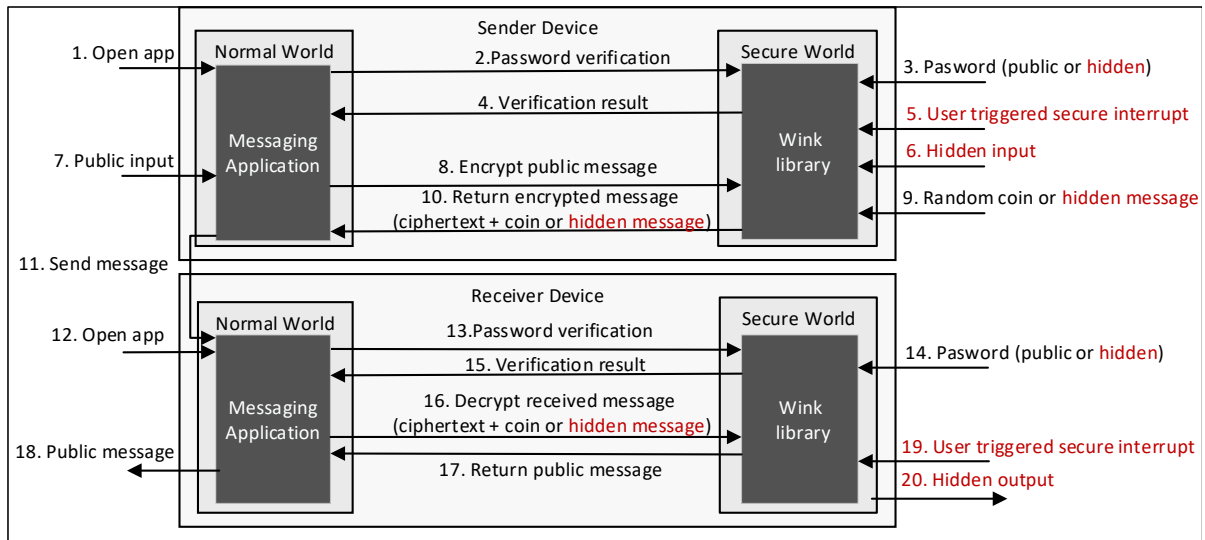 Sender Device
Normal World
Secure World
1. Open app
2.Password verification
3. Pasword (public or hidden)
4. Verification result
5. User triggered secure interrupt
Messaging
Application
Wink
library
6. Hidden input
7. Public input
8. Encrypt public message
9. Random coin or hidden message
10. Return encrypted message
(ciphertext + coin or hidden message)
11. Send message
Receiver Device
Normal World
Secure World
12. Open app
13.Password verification
14. Pasword (public or hidden)
15. Verification result
16. Decrypt received message
(ciphertext + coin or hidden message)
Messaging
Application
Wink
library
17. Return public message
18. Public message
19. User triggered secure interrupt
20. Hidden output